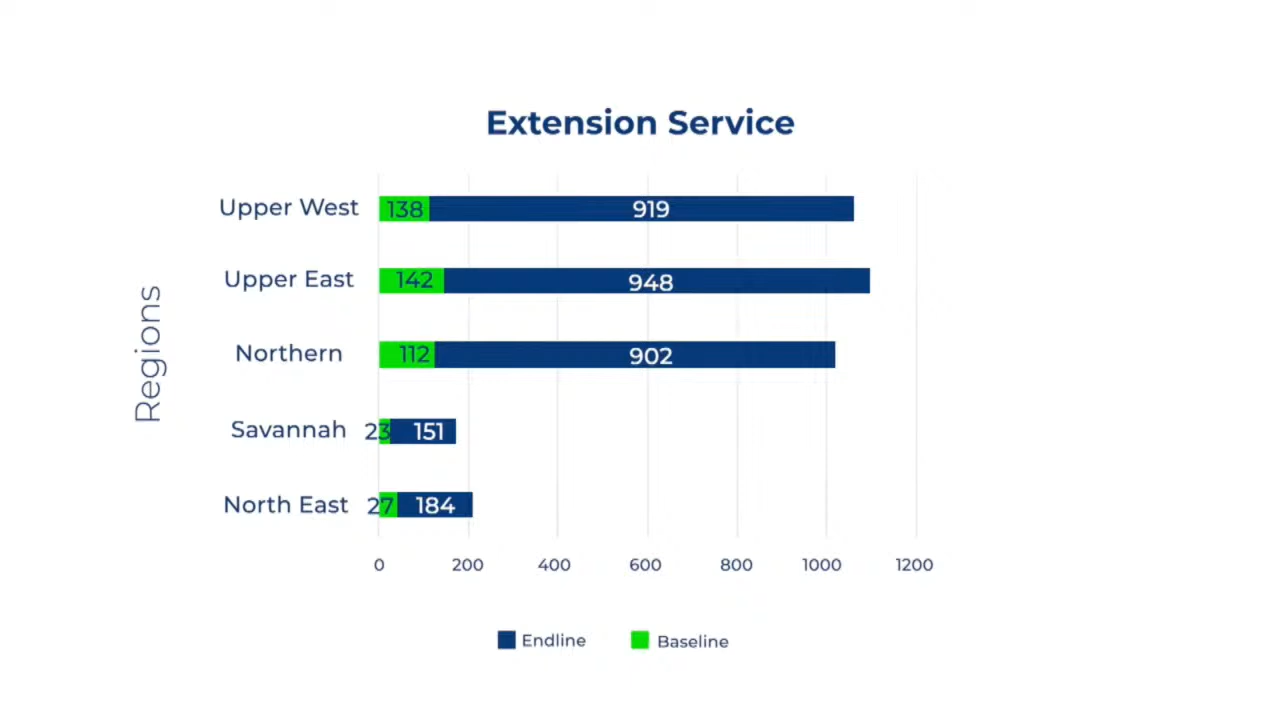 Extension Service
Regions
Upper West 138 919
Upper East 142 948
Northern 112 902
Savannah 23 151
North East 27 184
0 200 400 600 800 1000 1200
Endline Baseline